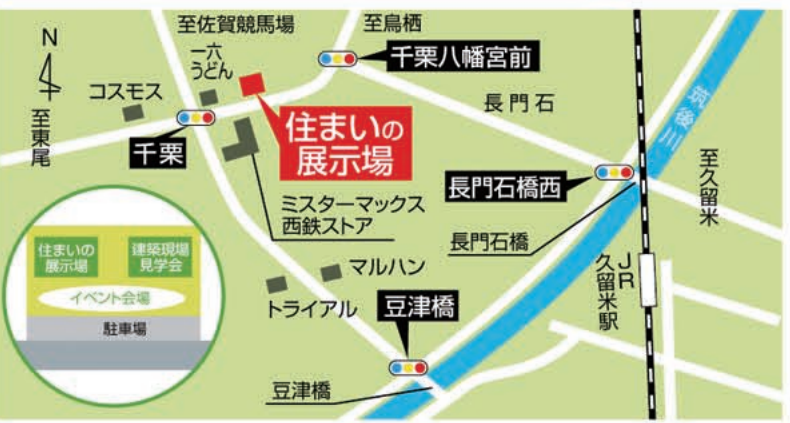 至佐賀競馬場
至鳥栖
N
一六
うどん
千栗八幡宮前
コスモス
至東尾
千栗
住まいの
展示場
長門石
筑後川
至久留米
ミスターマックス
西鉄ストア
長門石橋西
長門石橋
住まいの
展示場
建築現場
見学会
イベント会場
駐車場
マルハン
トライアル
豆津橋
JR
久留米駅
豆津橋